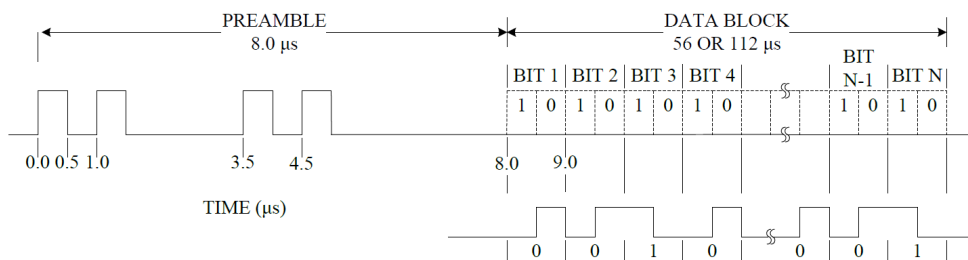 PREAMBLE DATA BLOCK
8.0 µs 56 OR 112 µs
BIT 1 BIT 2 BIT 3 BIT 4 BIT N-1 BIT N
1 0 1 0 1 0 1 0 1 0 1 0
0.0 0.5 1.0 3.5 4.5 8.0 9.0
TIME (µs)
0 0 1 0 0 0 1